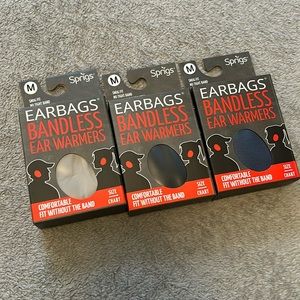 M
Sprigs
EARBAGS
BANDLESS
EAR WARMERS
COMFORTABLE
FIT WITHOUT THE BAND
SIZE
CHART
M
Sprigs
EARBAGS
BANDLESS
EAR WARMERS
COMFORTABLE
FIT WITHOUT THE BAND
SIZE
CHART
M
Sprigs
EARBAGS
BANDLESS
EAR WARMERS
COMFORTABLE
FIT WITHOUT THE BAND
SIZE
CHART